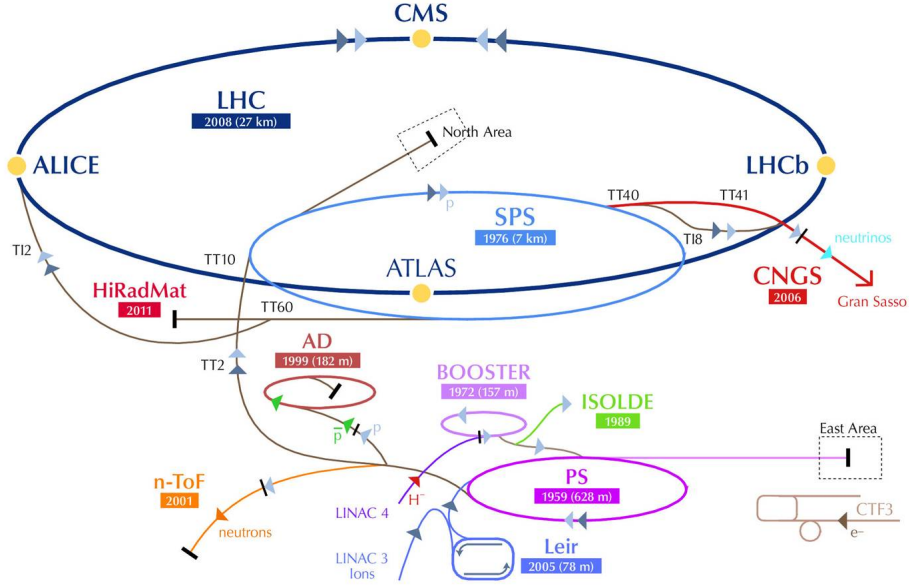 CMS
LHC
2008 (27 km)
North Area
ALICE
LHCb
p
TT40
TT41
SPS
1976 (7 km)
TI2
TT10
TI8
neutrinos
ATLAS
CNGS
2006
Gran Sasso
HiRadMat
2011
TT60
AD
1999 (182 m)
TT2
BOOSTER
1972 (157 m)
ISOLDE
1989
p
p̅
East Area
n-ToF
2001
PS
1959 (628 m)
H⁻
LINAC 4
neutrons
CTF3
e–
LINAC 3
Ions
Leir
2005 (78 m)